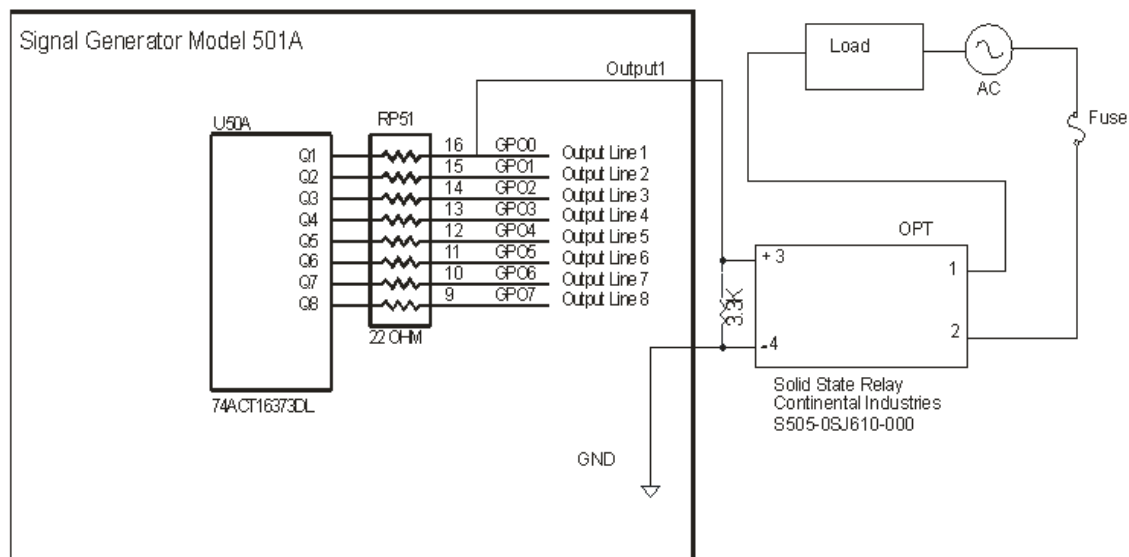 Signal Generator Model 501A
Output1
Load
AC
Fuse
U50A
RP51
Q1 16 GPO0 Output Line 1
Q2 15 GPO1 Output Line 2
Q3 14 GPO2 Output Line 3
Q4 13 GPO3 Output Line 4
Q5 12 GPO4 Output Line 5
Q6 11 GPO5 Output Line 6
Q7 10 GPO6 Output Line 7
Q8 9 GPO7 Output Line 8
22 OHM
74ACT16373DL
OPT
+ 3
1
3.3K
2
- 4
Solid State Relay
Continental Industries
S505-0SJ610-000
GND